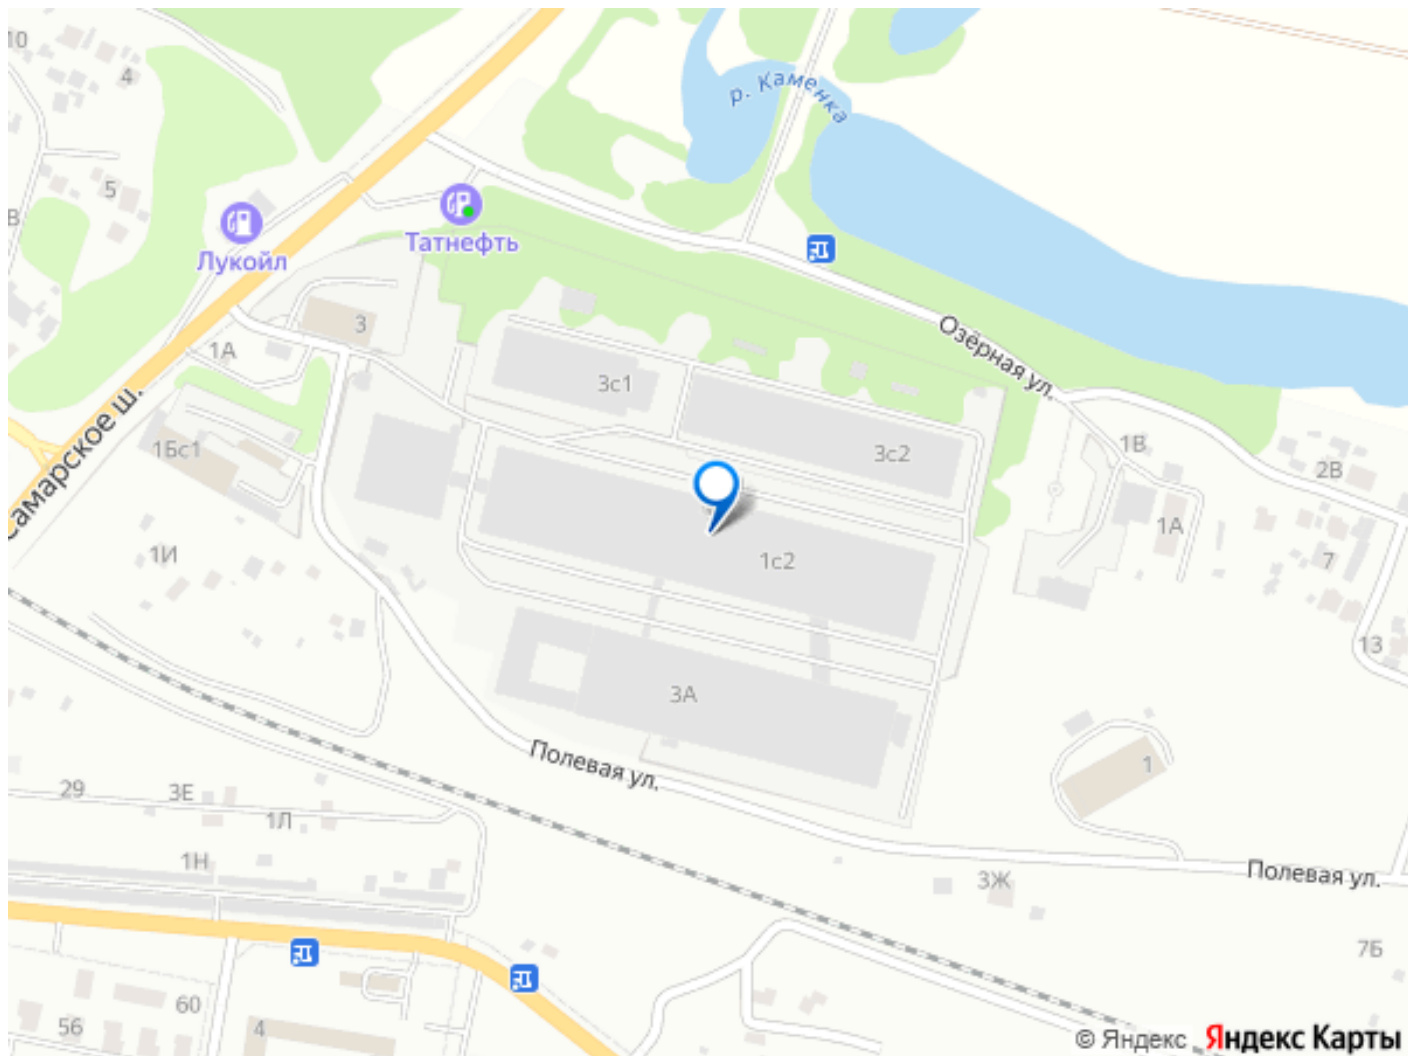 10
4
р. Каменка
5
В
Татнефть
Лукойл
3
1А
Озёрная ул.
3с1
Самарское ш.
1Бс1
3с2
1В
2В
1А
1И
1с2
7
13
3А
Полевая ул.
1
29
3Е
1Л
1Н
3Ж
Полевая ул.
7Б
60
56
4
© Яндекс Яндекс Карты